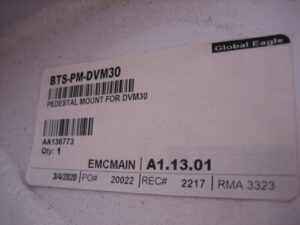 Global Eagle
BTS-PM-DVM30
PEDESTAL MOUNT FOR DVM30
AA136773
Qty: 1
EMCMAIN A1.13.01
3/4/2020 PO# 20022 REC# 2217 RMA 3323